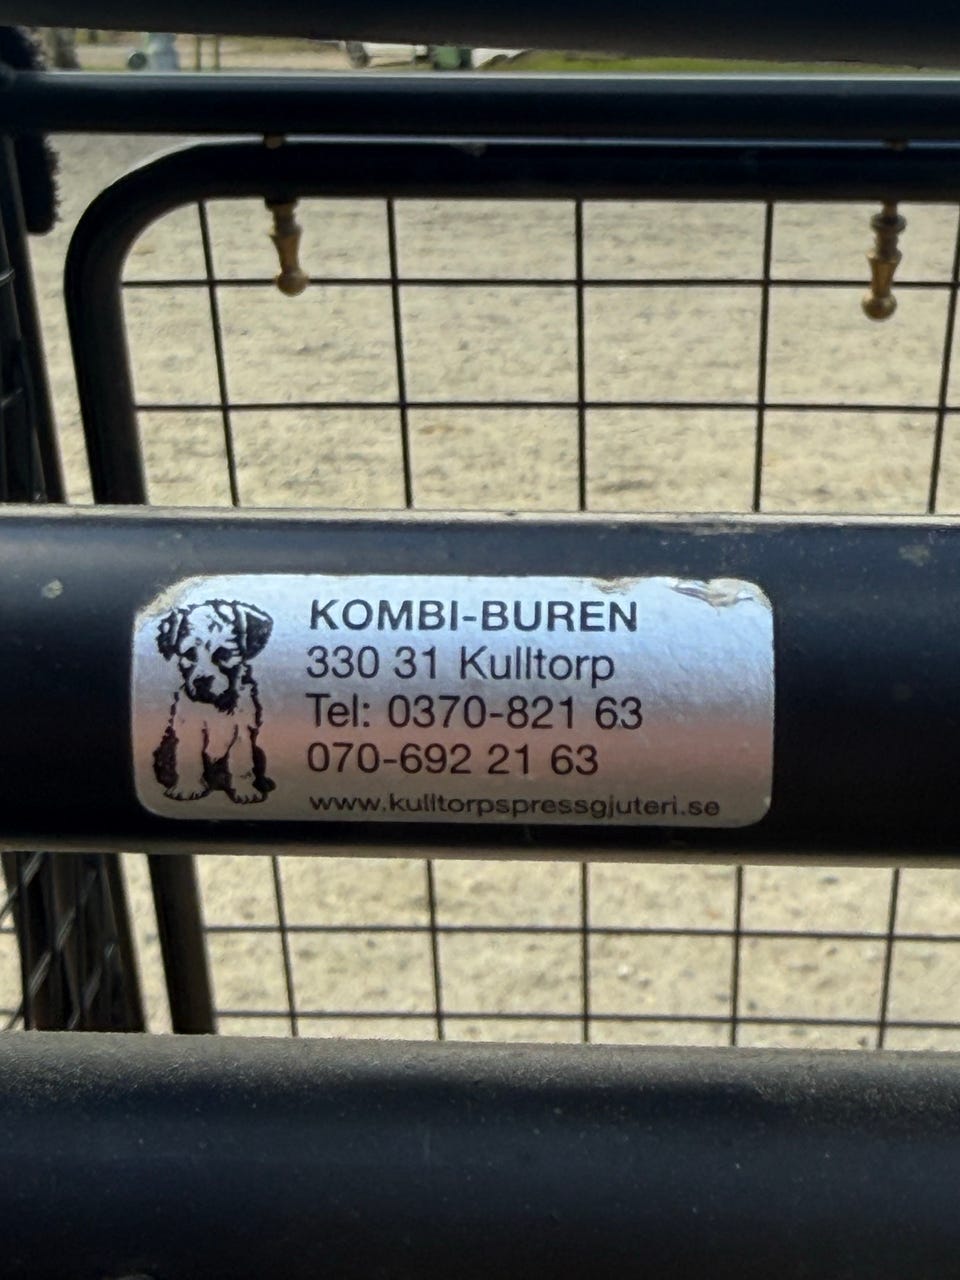 KOMBI-BUREN
330 31 Kulltorp
Tel: 0370-821 63
070-692 21 63
www.kulltorpspressgjuteri.se